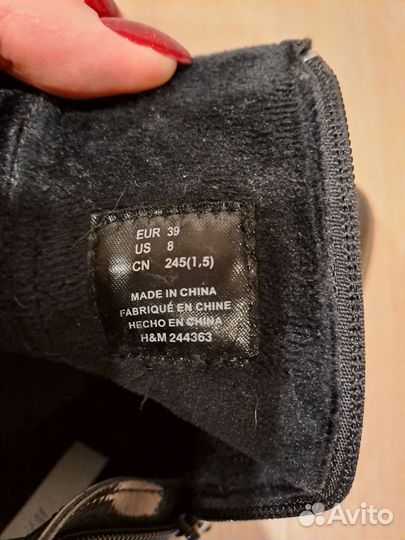 EUR 39
US 8
CN 245(1,5)
MADE IN CHINA
FABRIQUÉ EN CHINE
HECHO EN CHINA
H&M 244363
Avito